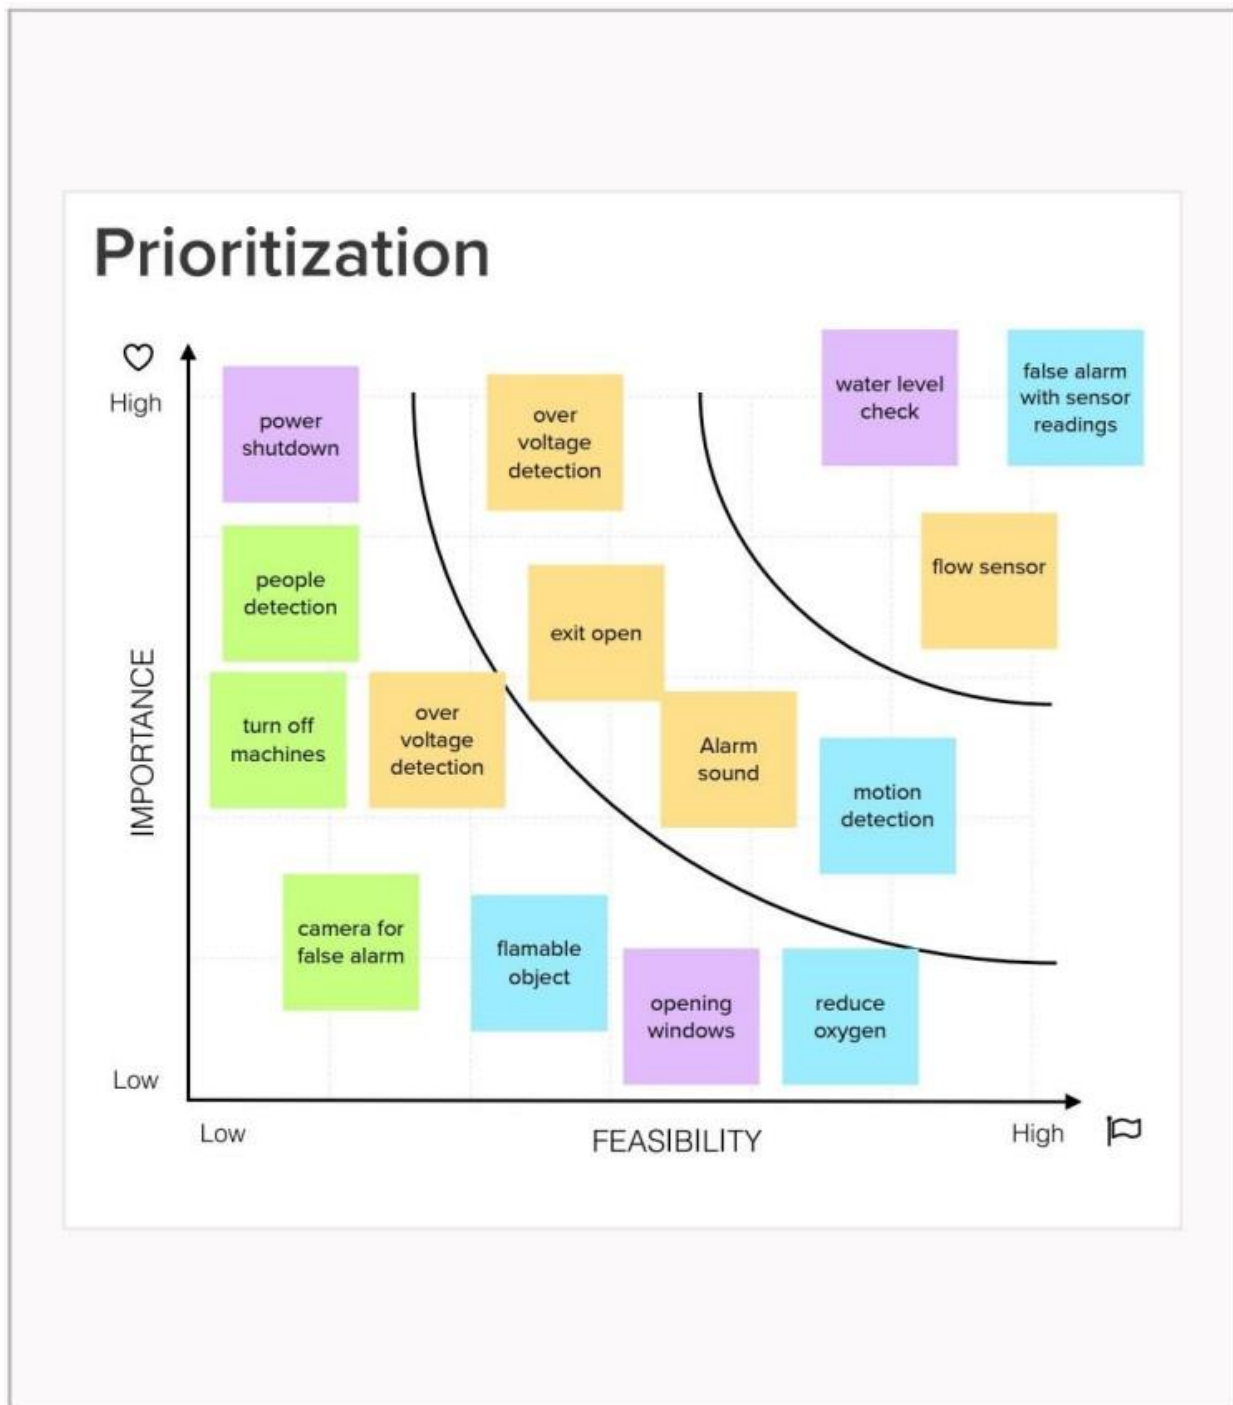 Prioritization
High
power
shutdown
over
voltage
detection
water level
check
false alarm
with sensor
readings
people
detection
exit open
flow sensor
IMPORTANCE
turn off
machines
over
voltage
detection
Alarm
sound
motion
detection
camera for
false alarm
flamable
object
opening
windows
reduce
oxygen
Low
Low
FEASIBILITY
High